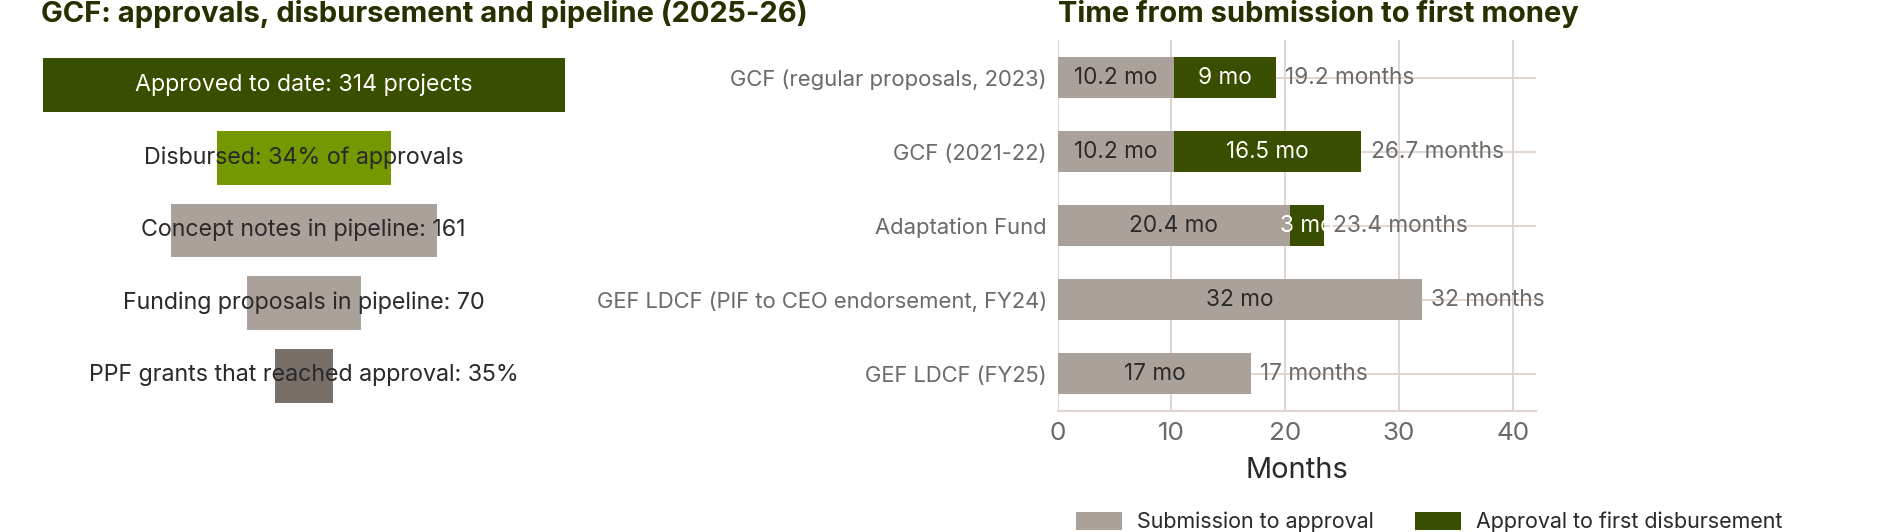 GCF: approvals, disbursement and pipeline (2025-26)
Approved to date: 314 projects
Disbursed: 34% of approvals
Concept notes in pipeline: 161
Funding proposals in pipeline: 70
PPF grants that reached approval: 35%
Time from submission to first money
GCF (regular proposals, 2023) 10.2 mo 9 mo 19.2 months
GCF (2021-22) 10.2 mo 16.5 mo 26.7 months
Adaptation Fund 20.4 mo 3 mo 23.4 months
GEF LDCF (PIF to CEO endorsement, FY24) 32 mo 32 months
GEF LDCF (FY25) 17 mo 17 months
0 10 20 30 40
Months
Submission to approval Approval to first disbursement